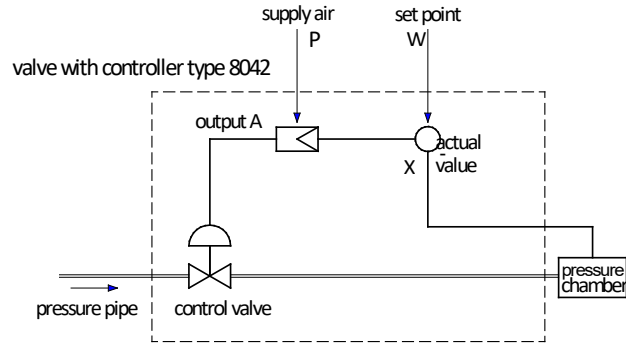 supply air
P
set point
W
valve with controller type 8042
output A
actual
value
X
-
pressure
chamber
pressure pipe
control valve